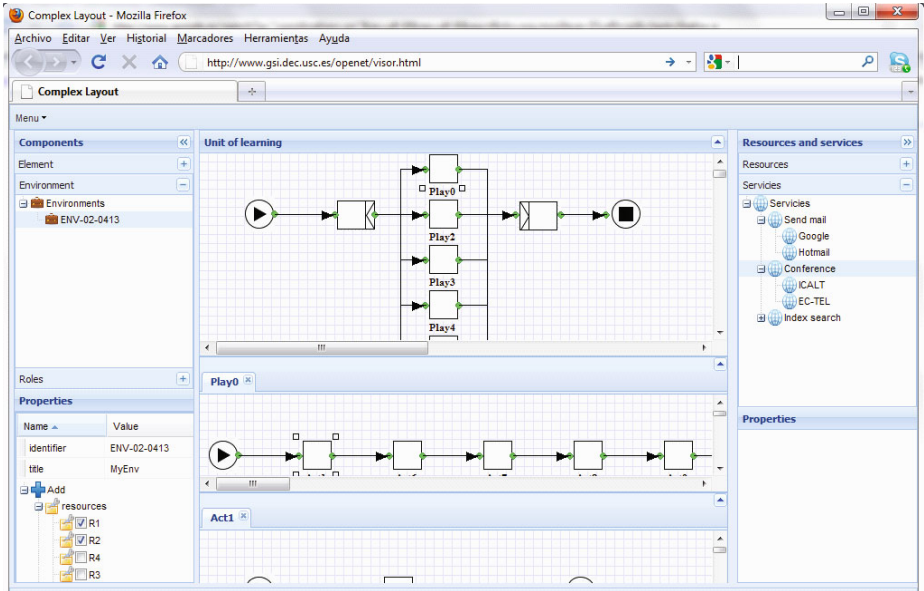 Complex Layout - Mozilla Firefox
Archivo Editar Ver Historial Marcadores Herramientas Ayuda
http://www.gsi.dec.usc.es/openet/visor.html
Complex Layout
Menu
Components
Element
Environment
Environments
ENV-02-0413
Roles
Properties
Name Value
identifier ENV-02-0413
title MyEnv
Add
resources
R1
R2
R4
R3
Unit of learning
Play0
Play2
Play3
Play4
Play0
Act1
Resources and services
Resources
Servicies
Servicies
Send mail
Google
Hotmail
Conference
ICALT
EC-TEL
Index search
Properties